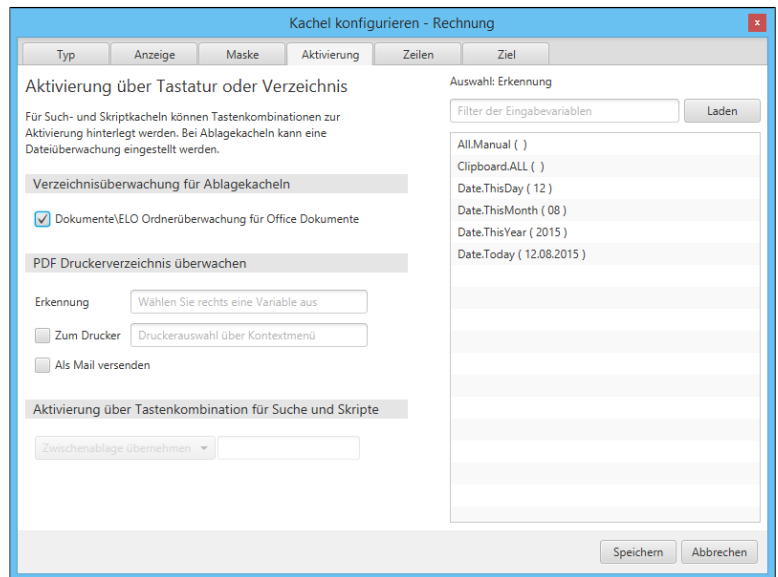 Kachel konfigurieren - Rechnung
x
Typ
Anzeige
Maske
Aktivierung
Zeilen
Ziel
Aktivierung über Tastatur oder Verzeichnis
Für Such- und Skriptkacheln können Tastenkombinationen zur
Aktivierung hinterlegt werden. Bei Ablagekacheln kann eine
Dateiüberwachung eingestellt werden.
Verzeichnisüberwachung für Ablagekacheln
Dokumente\ELO Ordnerüberwachung für Office Dokumente
PDF Druckerverzeichnis überwachen
Erkennung
Wählen Sie rechts eine Variable aus
Zum Drucker
Druckerauswahl über Kontextmenü
Als Mail versenden
Aktivierung über Tastenkombination für Suche und Skripte
Zwischenablage übernehmen
Auswahl: Erkennung
Filter der Eingabevariablen
Laden
All.Manual ( )
Clipboard.ALL ( )
Date.ThisDay ( 12 )
Date.ThisMonth ( 08 )
Date.ThisYear ( 2015 )
Date.Today ( 12.08.2015 )
Speichern
Abbrechen